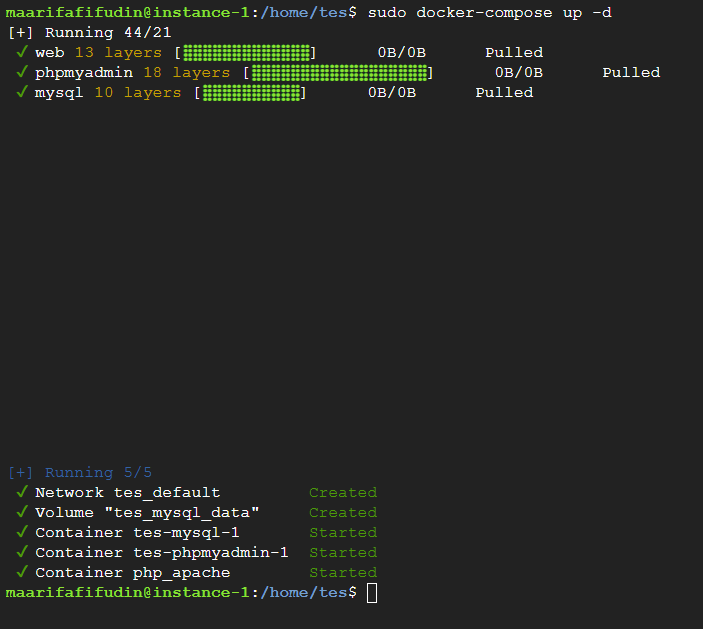 maarifafifudin@instance-1:/home/tes$ sudo docker-compose up -d
[+] Running 44/21
✓ web 13 layers [⣿⣿⣿⣿⣿⣿⣿⣿⣿⣿⣿⣿⣿] 0B/0B Pulled
✓ phpmyadmin 18 layers [⣿⣿⣿⣿⣿⣿⣿⣿⣿⣿⣿⣿⣿⣿⣿⣿⣿⣿] 0B/0B Pulled
✓ mysql 10 layers [⣿⣿⣿⣿⣿⣿⣿⣿⣿⣿] 0B/0B Pulled
[+] Running 5/5
✓ Network tes_default Created
✓ Volume "tes_mysql_data" Created
✓ Container tes-mysql-1 Started
✓ Container tes-phpmyadmin-1 Started
✓ Container php_apache Started
maarifafifudin@instance-1:/home/tes$